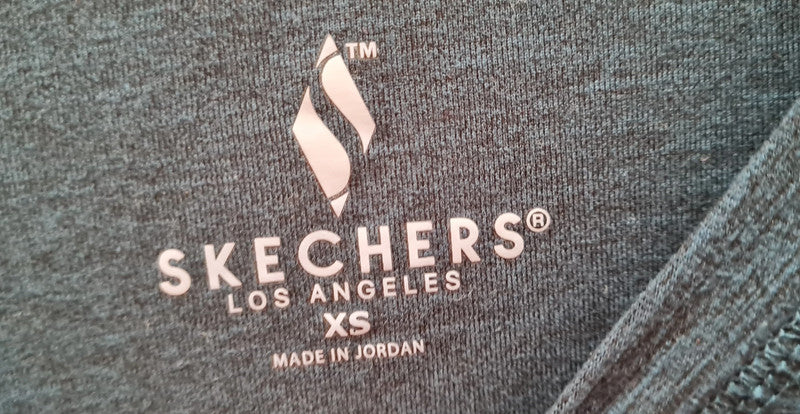 TM
SKECHERS®
LOS ANGELES
XS
MADE IN JORDAN